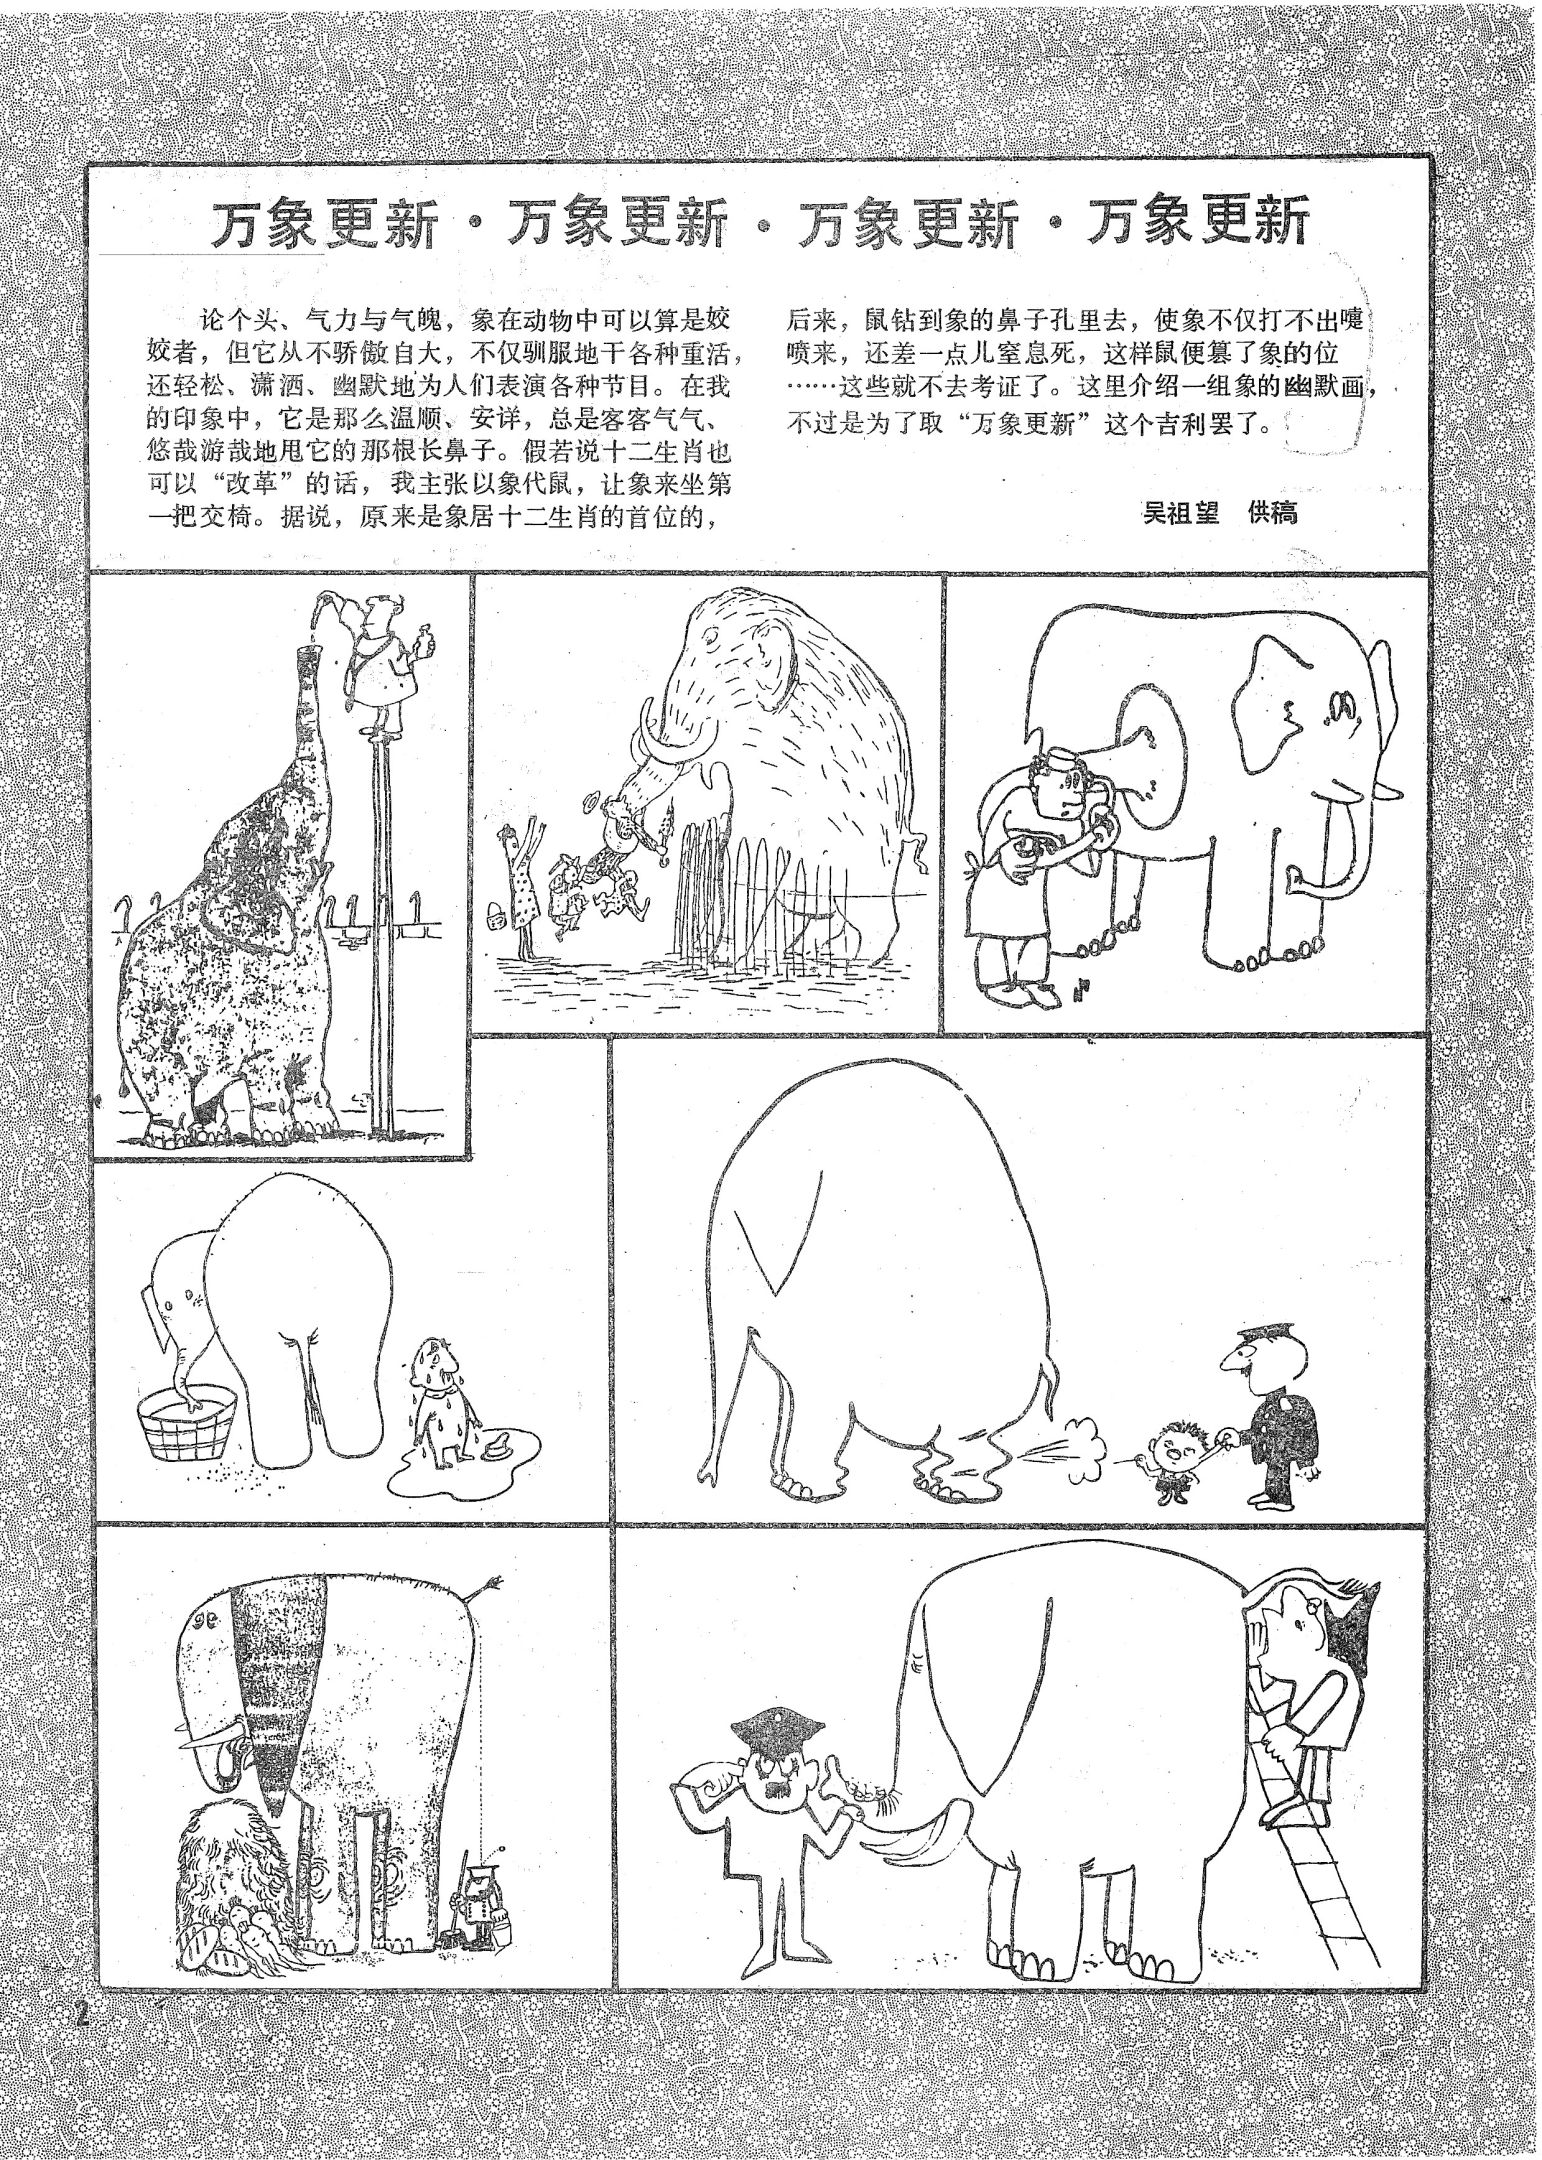 万象更新·万象更新·万象更新·万象更新
论个头、气力与气魄，象在动物中可以算是姣
姣者，但它从不骄傲自大，不仅驯服地干各种重活，
还轻松、潇洒、幽默地为人们表演各种节目。在我
的印象中，它是那么温顺、安详，总是客客气气、
悠哉游哉地甩它的那根长鼻子。假若说十二生肖也
可以“改革”的话，我主张以象代鼠，让象来坐第
一把交椅。据说，原来是象居十二生肖的首位的，
后来，鼠钻到象的鼻子孔里去，使象不仅打不出嚏
喷来，还差一点儿窒息死，这样鼠便篡了象的位
……这些就不去考证了。这里介绍一组象的幽默画，
不过是为了取“万象更新”这个吉利罢了。
吴祖望 供稿
2